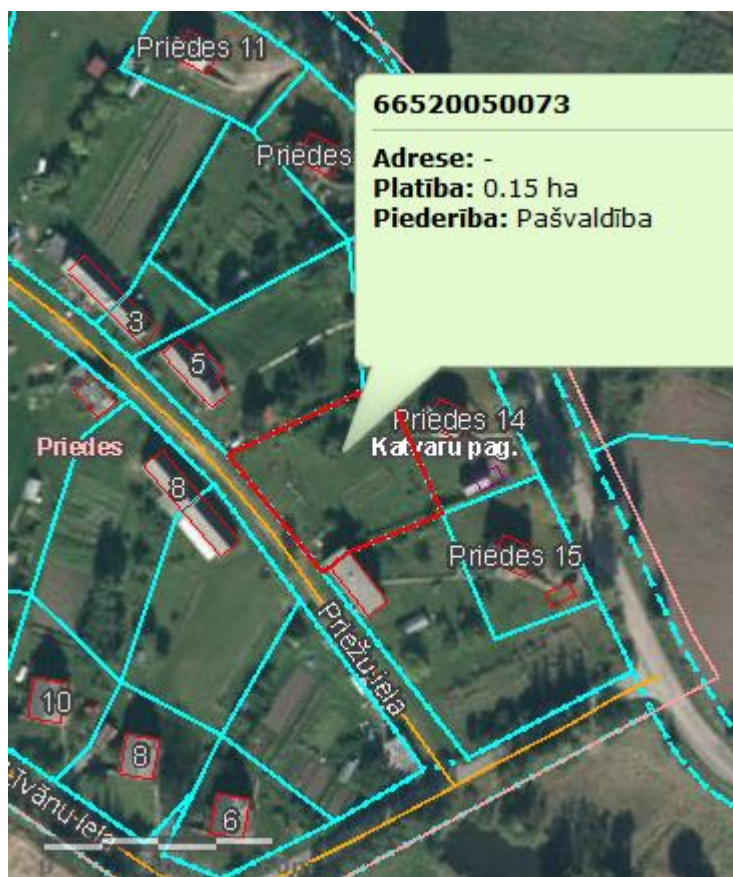 Priedes 11
66520050073
Adrese: -
Platība: 0.15 ha
Piederība: Pašvaldība
Priedes
3
5
Priedes 14
Priedes
Katvaru pag.
8
Priedes 15
Priežu iela
10
8
6